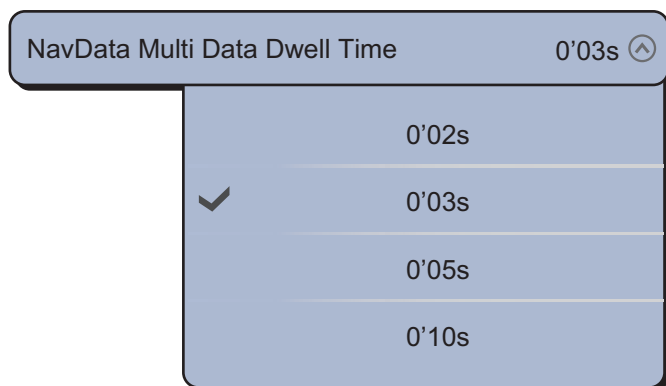 NavData Multi Data Dwell Time 0’03s
0’02s
0’03s
0’05s
0’10s